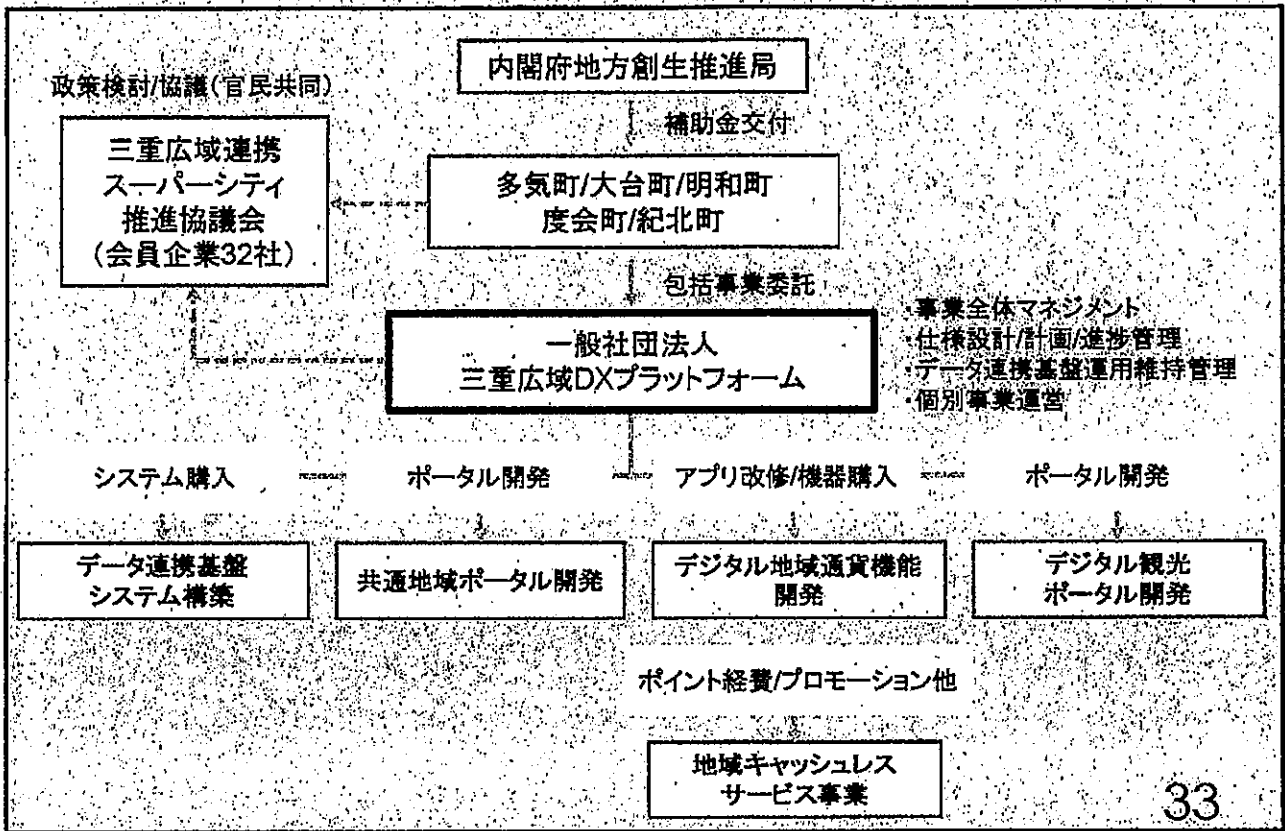 内閣府地方創生推進局
政策検討/協議(官民共同)
補助金交付
三重広域連携
スーパーシティ
推進協議会
(会員企業32社)
多気町/大台町/明和町
度会町/紀北町
包括事業委託
一般社団法人
三重広域DXプラットフォーム
・事業全体マネジメント
・仕様設計/計画/進捗管理
・データ連携基盤運用維持管理
・個別事業運営
システム購入
ポータル開発
アプリ改修/機器購入
ポータル開発
データ連携基盤
システム構築
共通地域ポータル開発
デジタル地域通貨機能
開発
デジタル観光
ポータル開発
ポイント経費/プロモーション他
地域キャッシュレス
サービス事業
33